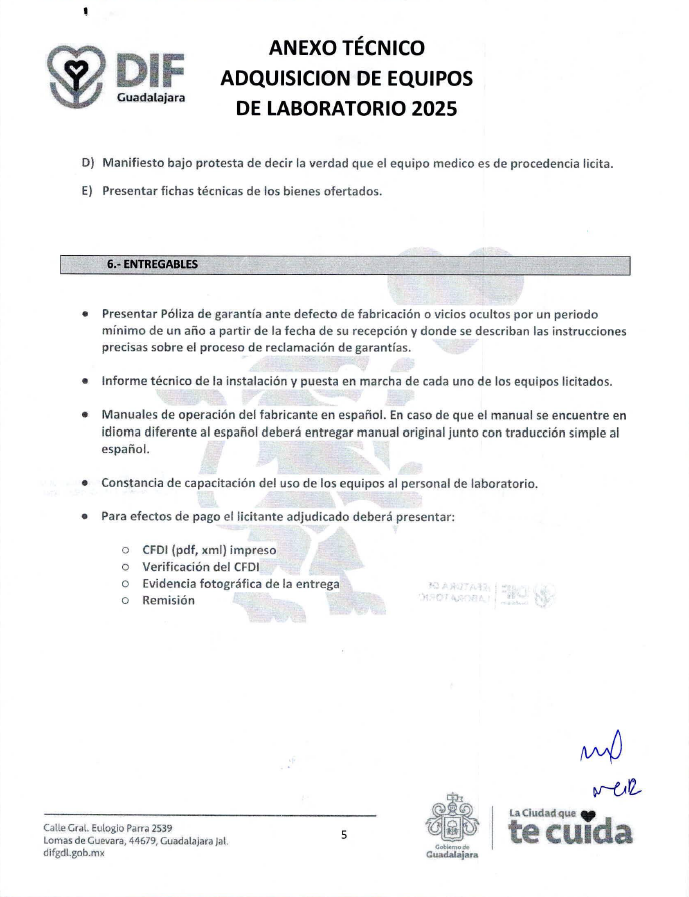 ANEXO TÉCNICO
ADQUISICION DE EQUIPOS
DE LABORATORIO 2025
DIF
Guadalajara
D) Manifiesto bajo protesta de decir la verdad que el equipo medico es de procedencia licita.
E) Presentar fichas técnicas de los bienes ofertados.
6.- ENTREGABLES
• Presentar Póliza de garantía ante defecto de fabricación o vicios ocultos por un periodo
mínimo de un año a partir de la fecha de su recepción y donde se describan las instrucciones
precisas sobre el proceso de reclamación de garantías.
• Informe técnico de la instalación y puesta en marcha de cada uno de los equipos licitados.
• Manuales de operación del fabricante en español. En caso de que el manual se encuentre en
idioma diferente al español deberá entregar manual original junto con traducción simple al
español.
• Constancia de capacitación del uso de los equipos al personal de laboratorio.
• Para efectos de pago el licitante adjudicado deberá presentar:
○ CFDI (pdf, xml) impreso
○ Verificación del CFDI
○ Evidencia fotográfica de la entrega
○ Remisión
Calle Gral. Eulogio Parra 2539
Lomas de Guevara, 44679, Guadalajara Jal.
difgdl.gob.mx
5
Gobierno de
Guadalajara
La Ciudad que
te cuida